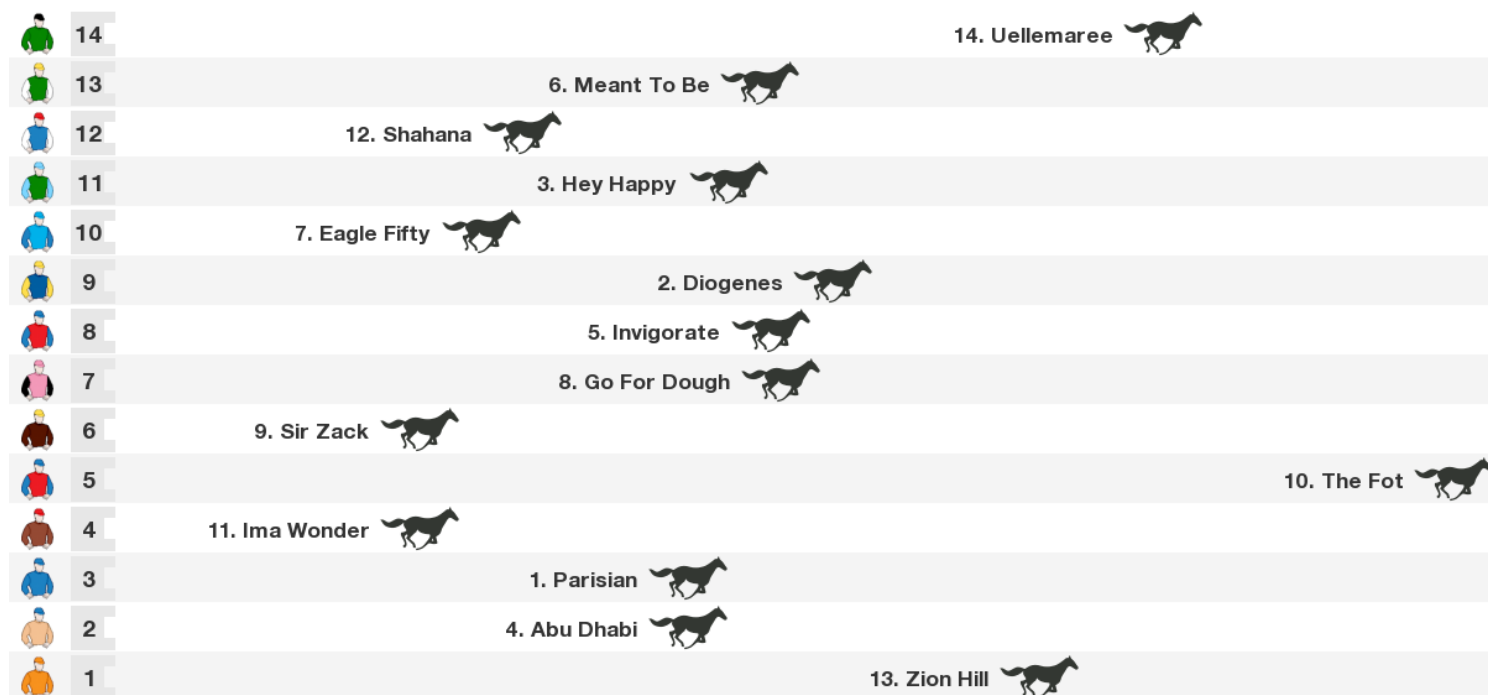 14 14. Uellemaree
13 6. Meant To Be
12 12. Shahana
11 3. Hey Happy
10 7. Eagle Fifty
9 2. Diogenes
8 5. Invigorate
7 8. Go For Dough
6 9. Sir Zack
5 10. The Fot
4 11. Ima Wonder
3 1. Parisian
2 4. Abu Dhabi
1 13. Zion Hill